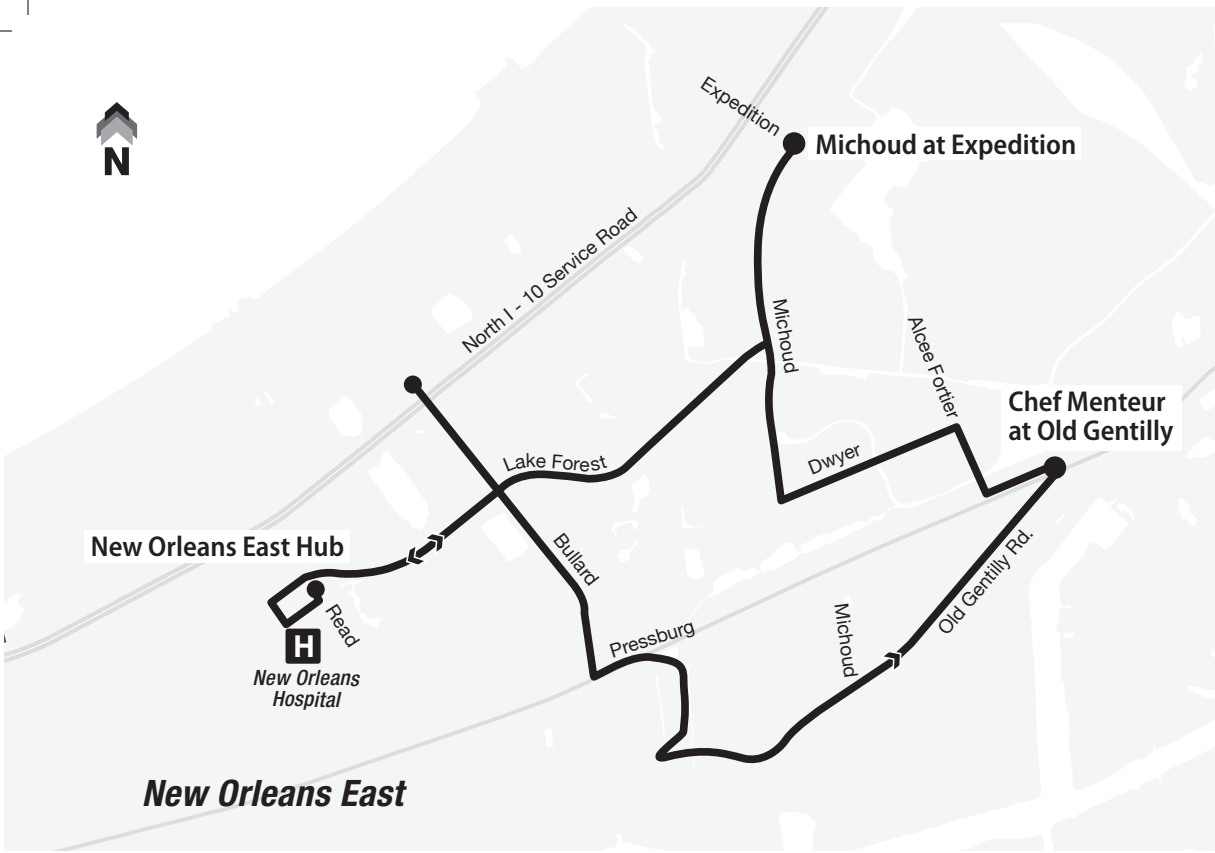 Expedition
Michoud at Expedition
N
North I - 10 Service Road
Michoud
Alcee Fortier
Chef Menteur
at Old Gentilly
Lake Forest
Dwyer
New Orleans East Hub
Bullard
Old Gentilly Rd.
Read
Pressburg
Michoud
H
New Orleans
Hospital
New Orleans East